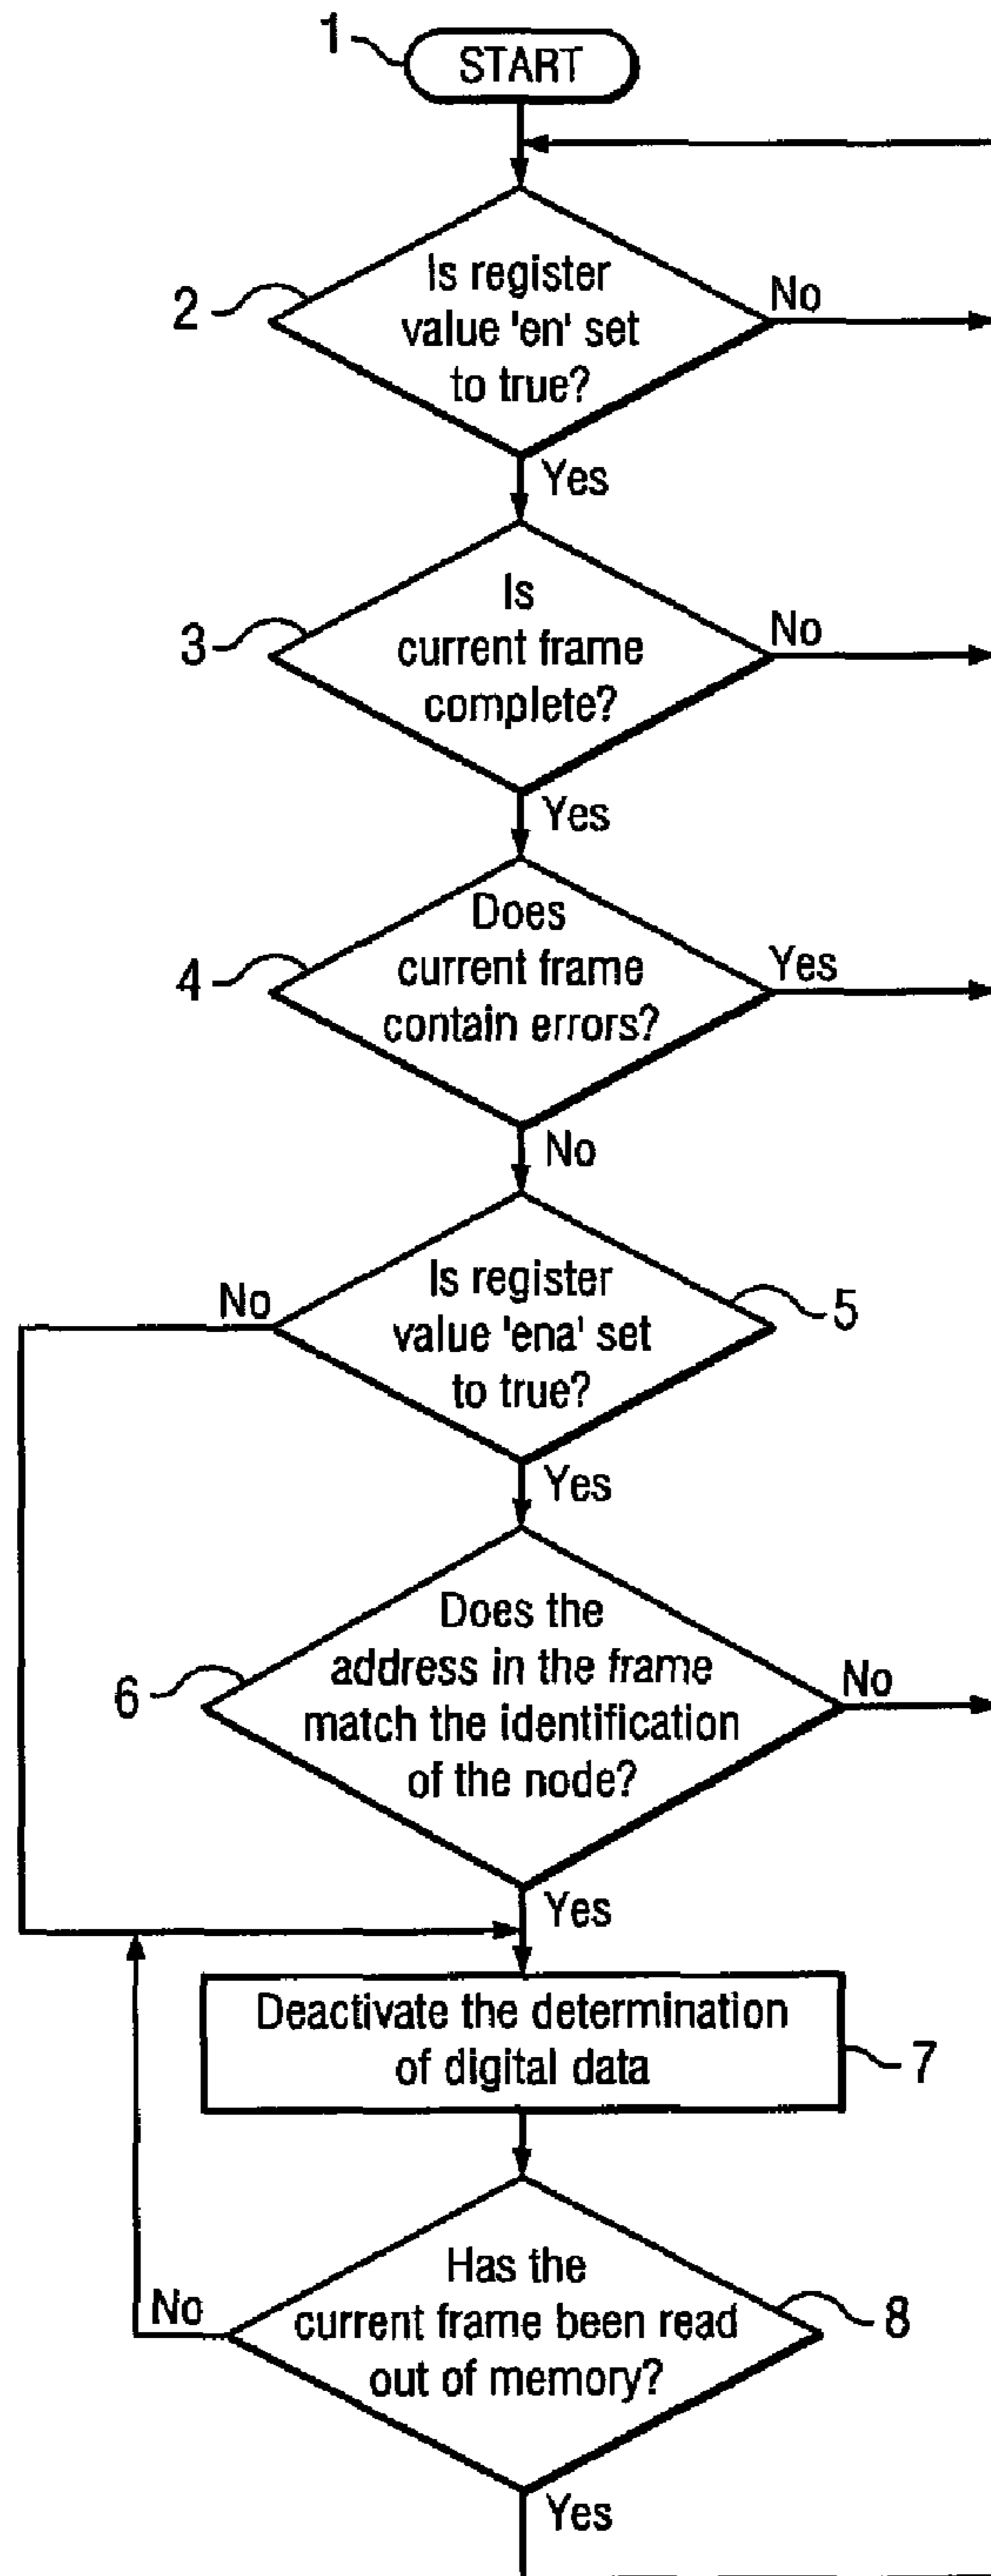 1
START
2
Is register
value 'en' set
to true?
No
Yes
3
Is
current frame
complete?
No
Yes
4
Does
current frame
contain errors?
Yes
No
5
Is register
value 'ena' set
to true?
No
Yes
6
Does the
address in the frame
match the identification
of the node?
No
Yes
Deactivate the determination
of digital data
7
Has the
current frame been read
out of memory?
8
No
Yes